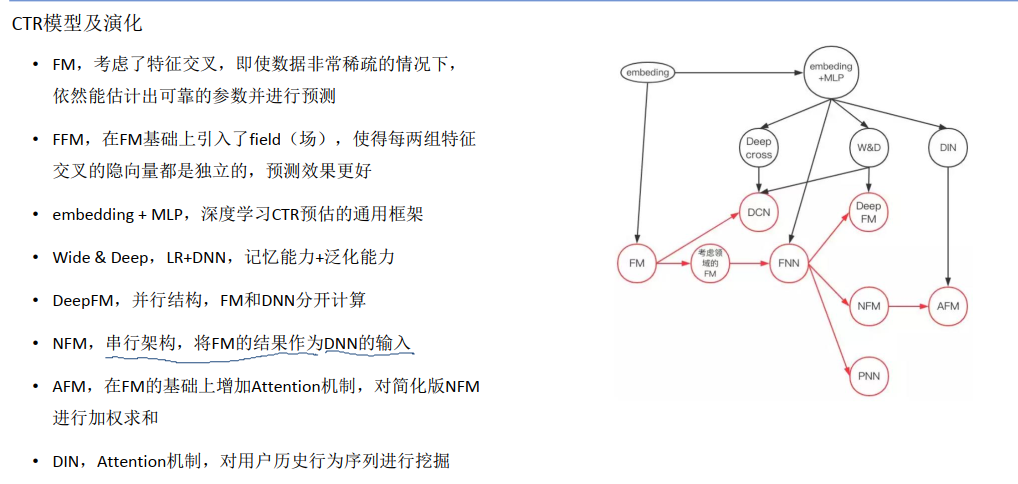 CTR模型及演化
• FM，考虑了特征交叉，即使数据非常稀疏的情况下，
依然能估计出可靠的参数并进行预测
• FFM，在FM基础上引入了field（场），使得每两组特征
交叉的隐向量都是独立的，预测效果更好
• embedding + MLP，深度学习CTR预估的通用框架
• Wide & Deep，LR+DNN，记忆能力+泛化能力
• DeepFM，并行结构，FM和DNN分开计算
• NFM，串行架构，将FM的结果作为DNN的输入
• AFM，在FM的基础上增加Attention机制，对简化版NFM
进行加权求和
• DIN，Attention机制，对用户历史行为序列进行挖掘
embeding
embeding
+MLP
Deep
cross
W&D
DIN
DCN
Deep
FM
FM
考虑领
域的
FM
FNN
NFM
AFM
PNN